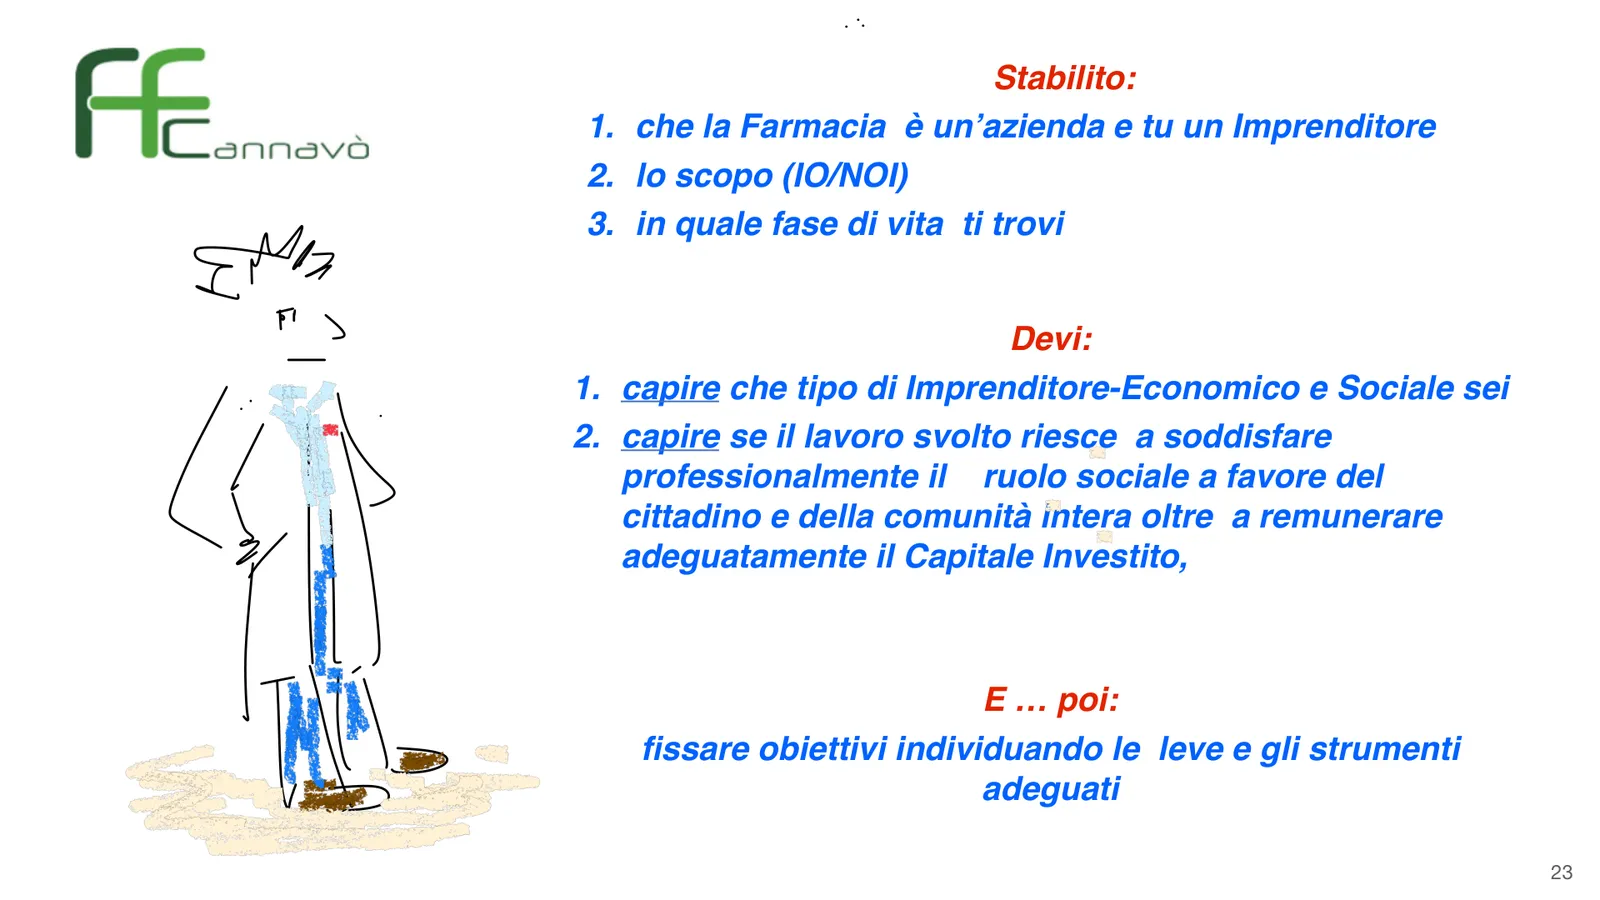 FFCannavò
Stabilito:
1. che la Farmacia è un’azienda e tu un Imprenditore
2. lo scopo (IO/NOI)
3. in quale fase di vita ti trovi
Devi:
1. capire che tipo di Imprenditore-Economico e Sociale sei
2. capire se il lavoro svolto riesce a soddisfare
professionalmente il ruolo sociale a favore del
cittadino e della comunità intera oltre a remunerare
adeguatamente il Capitale Investito,
E … poi:
fissare obiettivi individuando le leve e gli strumenti
adeguati
23